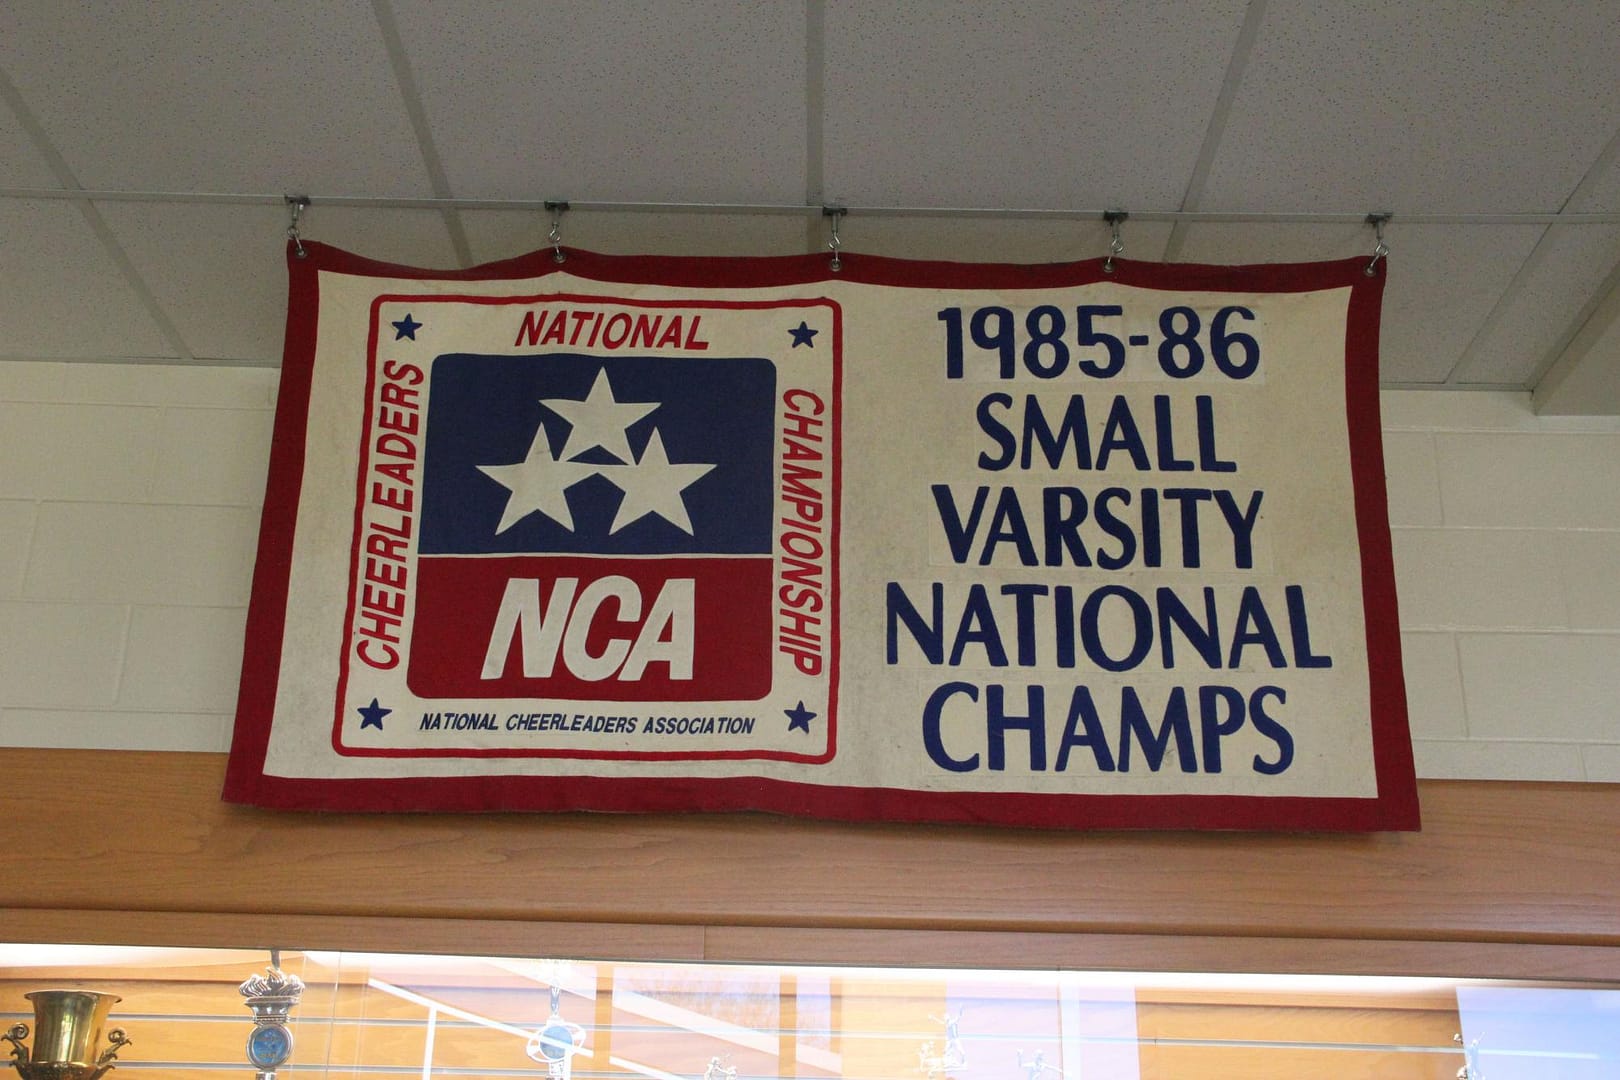 CHEERLEADERS
NATIONAL
CHAMPIONSHIP
NCA
NATIONAL CHEERLEADERS ASSOCIATION
1985-86
SMALL
VARSITY
NATIONAL
CHAMPS